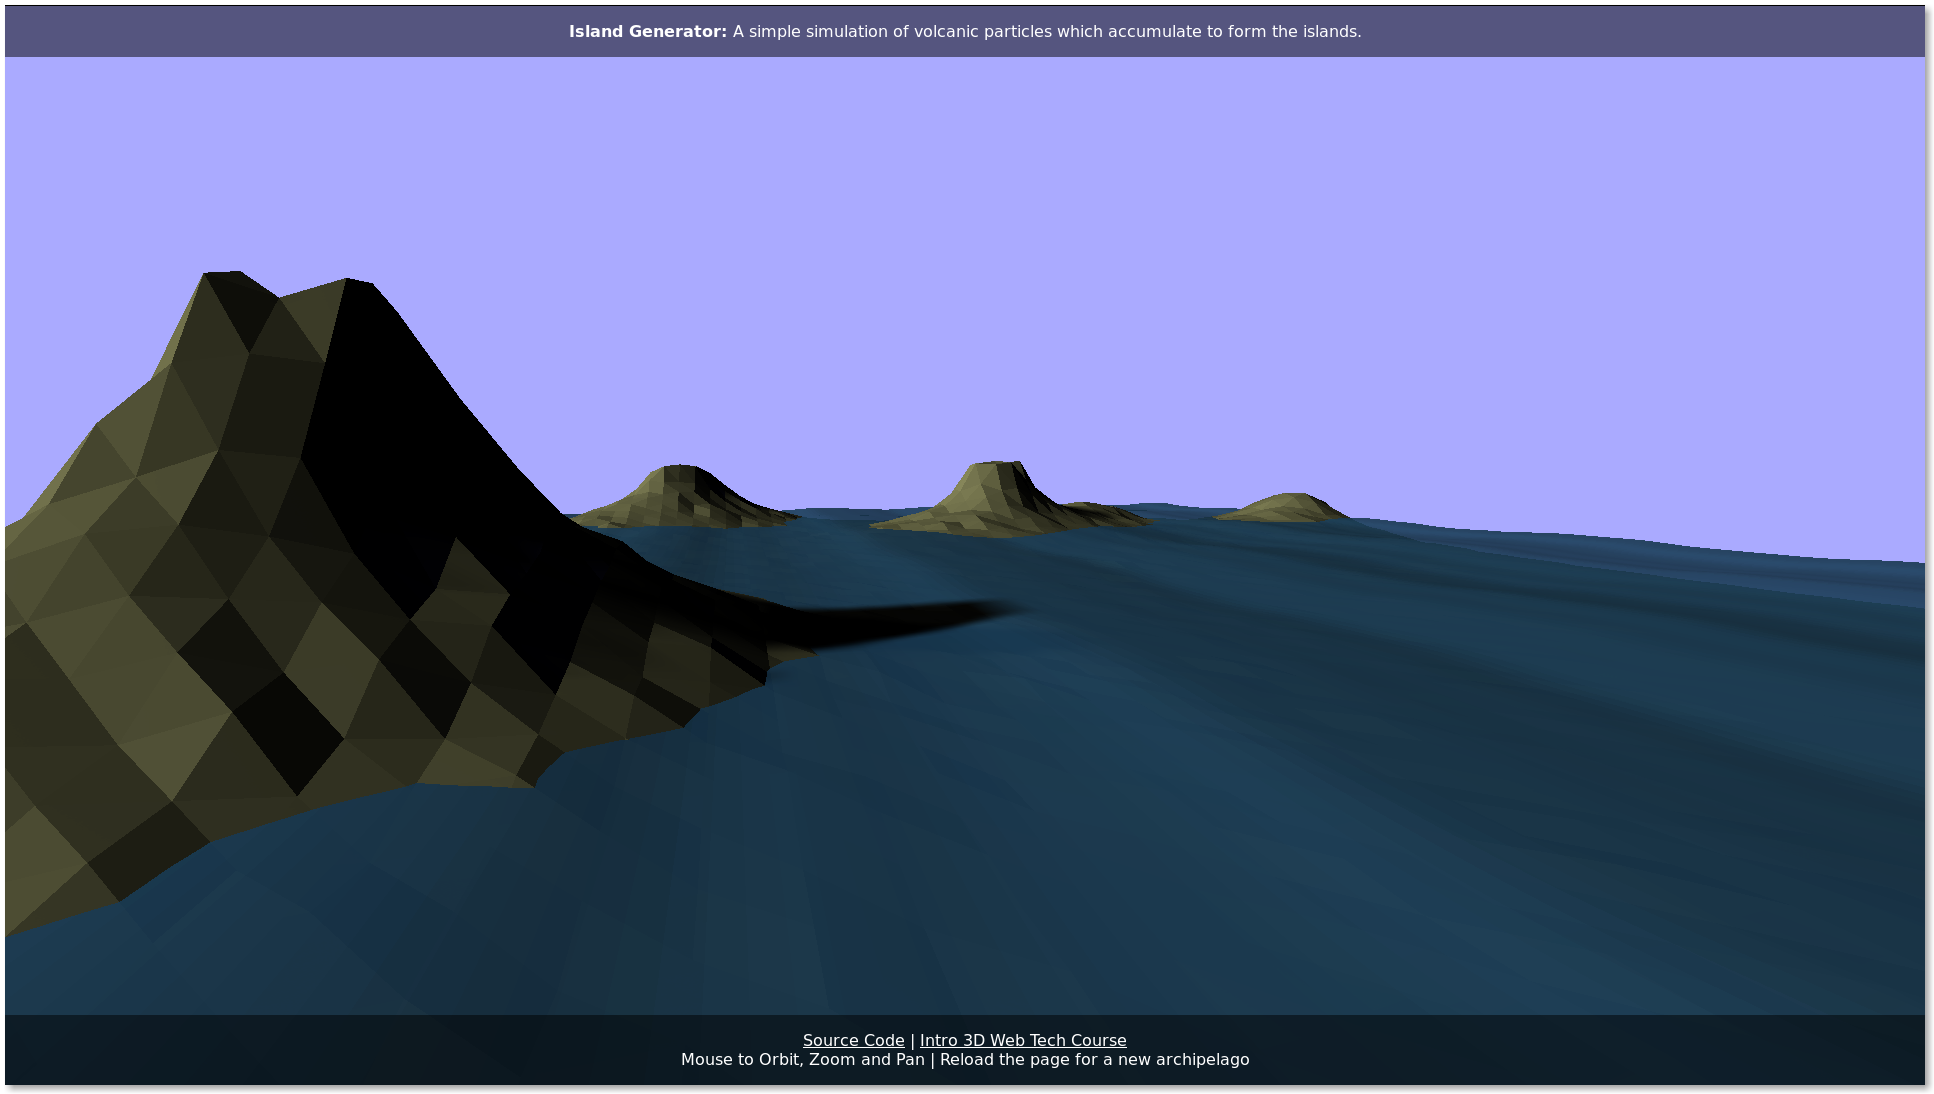 Island Generator: A simple simulation of volcanic particles which accumulate to form the islands.
Source Code | Intro 3D Web Tech Course
Mouse to Orbit, Zoom and Pan | Reload the page for a new archipelago